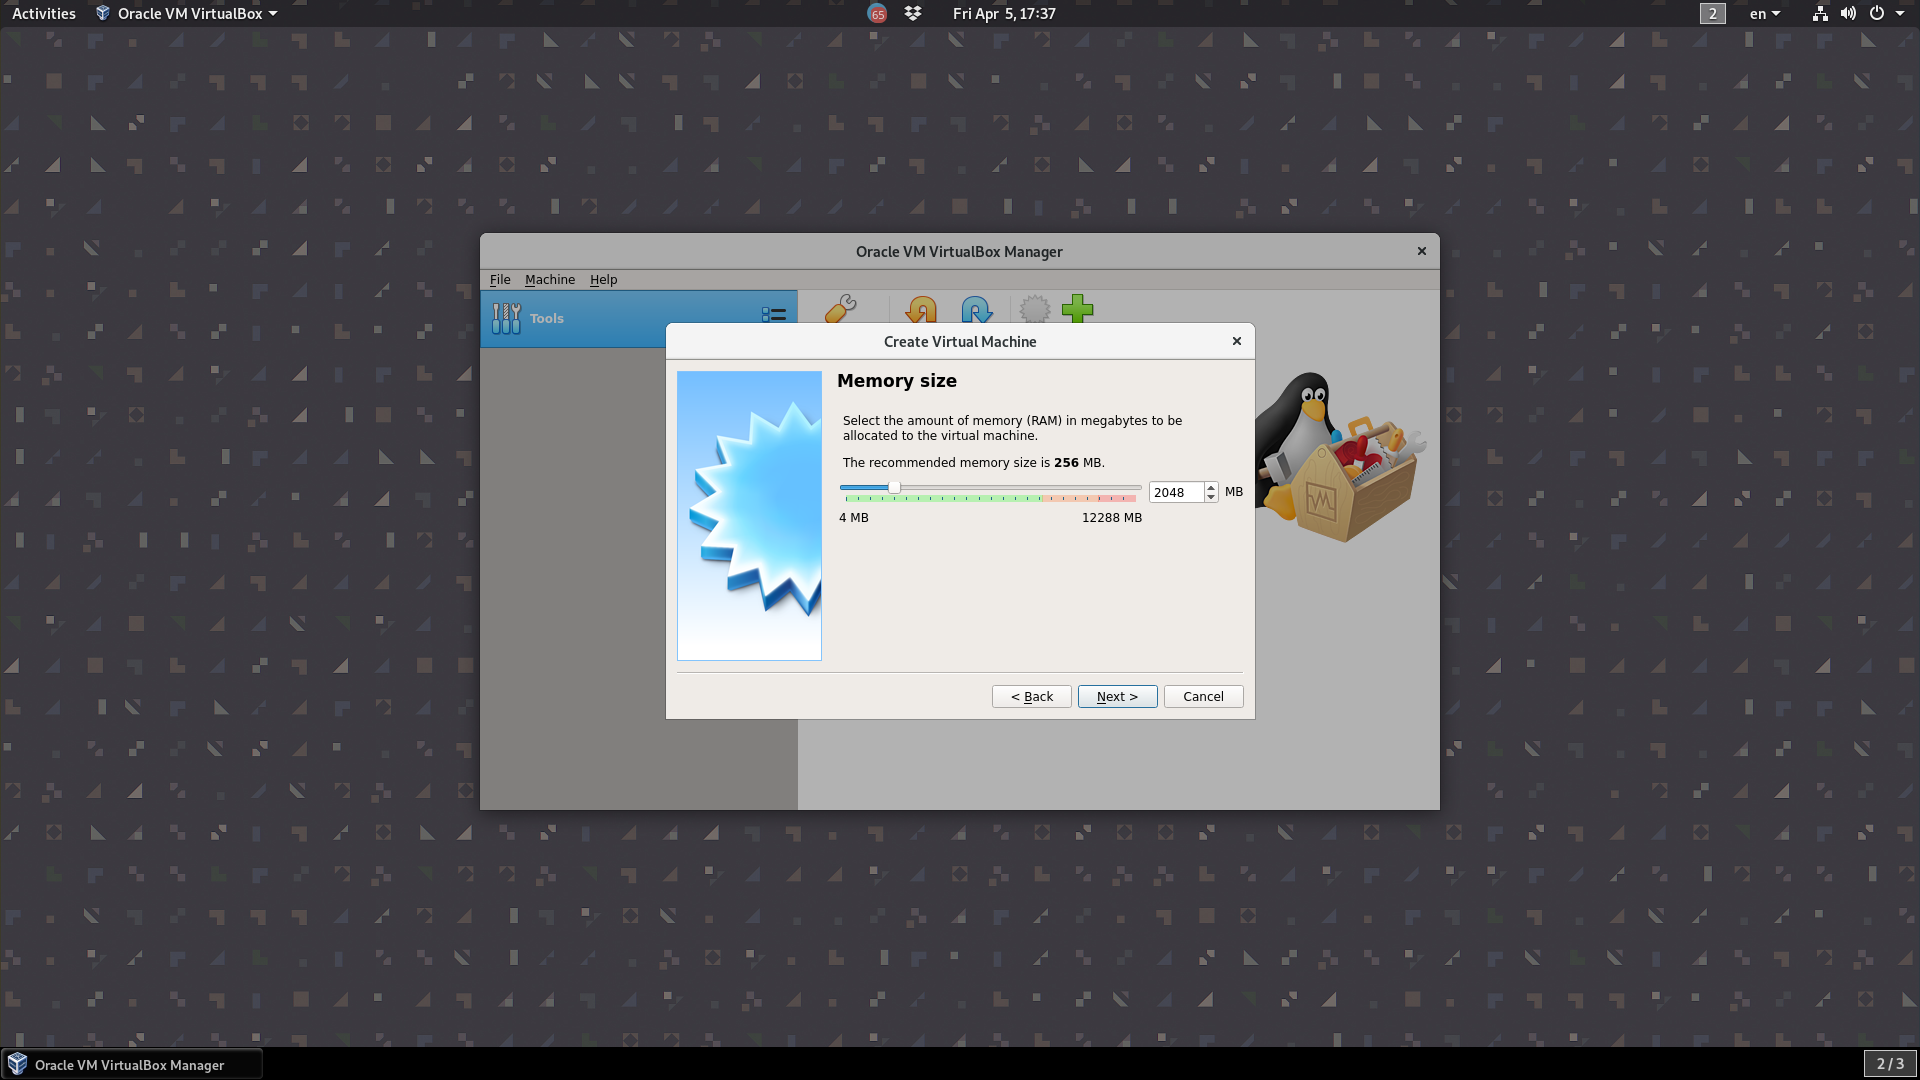 Activities
Oracle VM VirtualBox
65
Fri Apr 5, 17:37
2
en
Oracle VM VirtualBox Manager
File
Machine
Help
Tools
Create Virtual Machine
Memory size
Select the amount of memory (RAM) in megabytes to be
allocated to the virtual machine.
The recommended memory size is 256 MB.
2048
MB
4 MB
12288 MB
< Back
Next >
Cancel
Oracle VM VirtualBox Manager
2 / 3